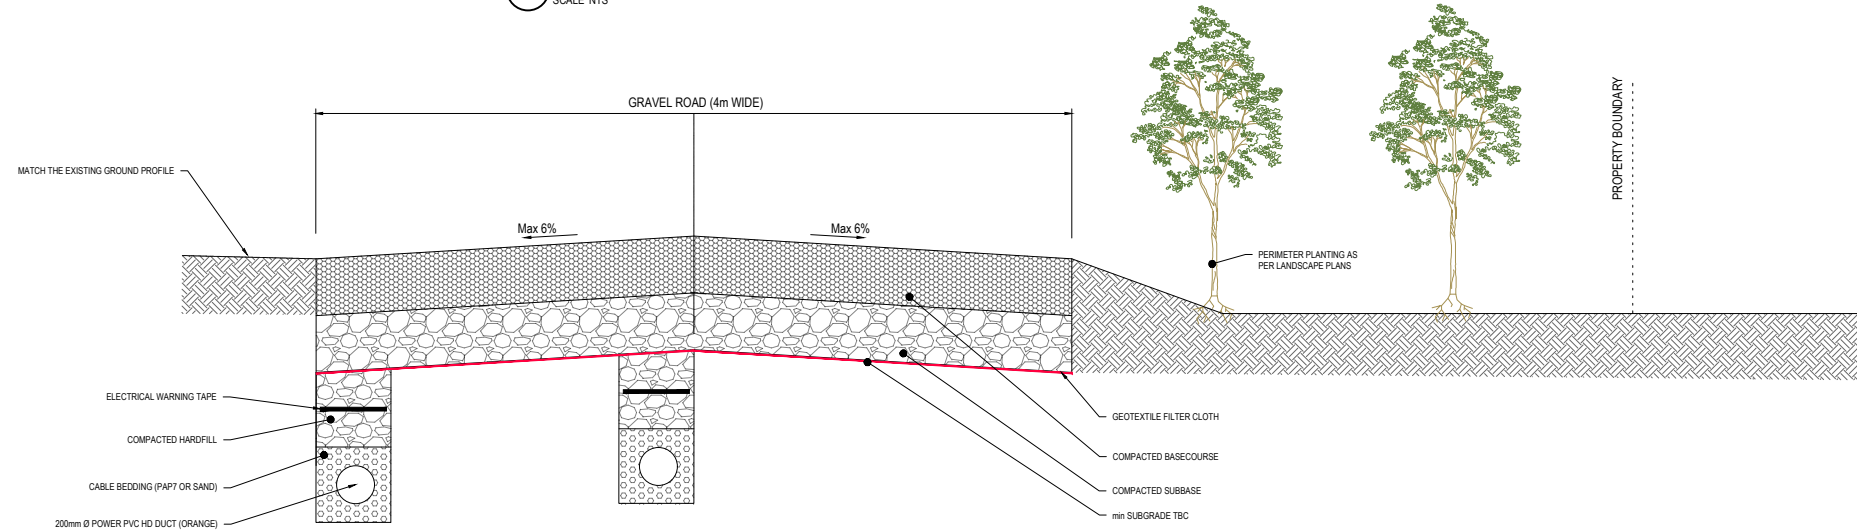 SCALE NTS
GRAVEL ROAD (4m WIDE)
PROPERTY BOUNDARY
MATCH THE EXISTING GROUND PROFILE
Max 6%
Max 6%
PERIMETER PLANTING AS
PER LANDSCAPE PLANS
ELECTRICAL WARNING TAPE
COMPACTED HARDFILL
CABLE BEDDING (PAP7 OR SAND)
200mm Ø POWER PVC HD DUCT (ORANGE)
GEOTEXTILE FILTER CLOTH
COMPACTED BASECOURSE
COMPACTED SUBBASE
min SUBGRADE TBC